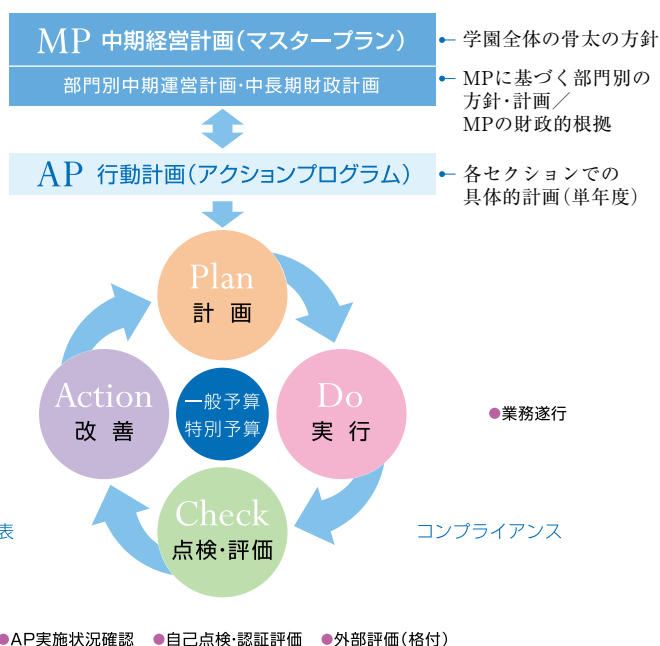 MP 中期経営計画(マスタープラン)
学園全体の骨太の方針
部門別中期運営計画・中長期財政計画
MPに基づく部門別の
方針・計画/
MPの財政的根拠
AP 行動計画(アクションプログラム)
各セクションでの
具体的計画(単年度)
Plan
計 画
Action
改 善
一般予算
特別予算
Do
実 行
●業務遂行
Check
点検・評価
表
コンプライアンス
●AP実施状況確認 ●自己点検・認証評価 ●外部評価(格付)